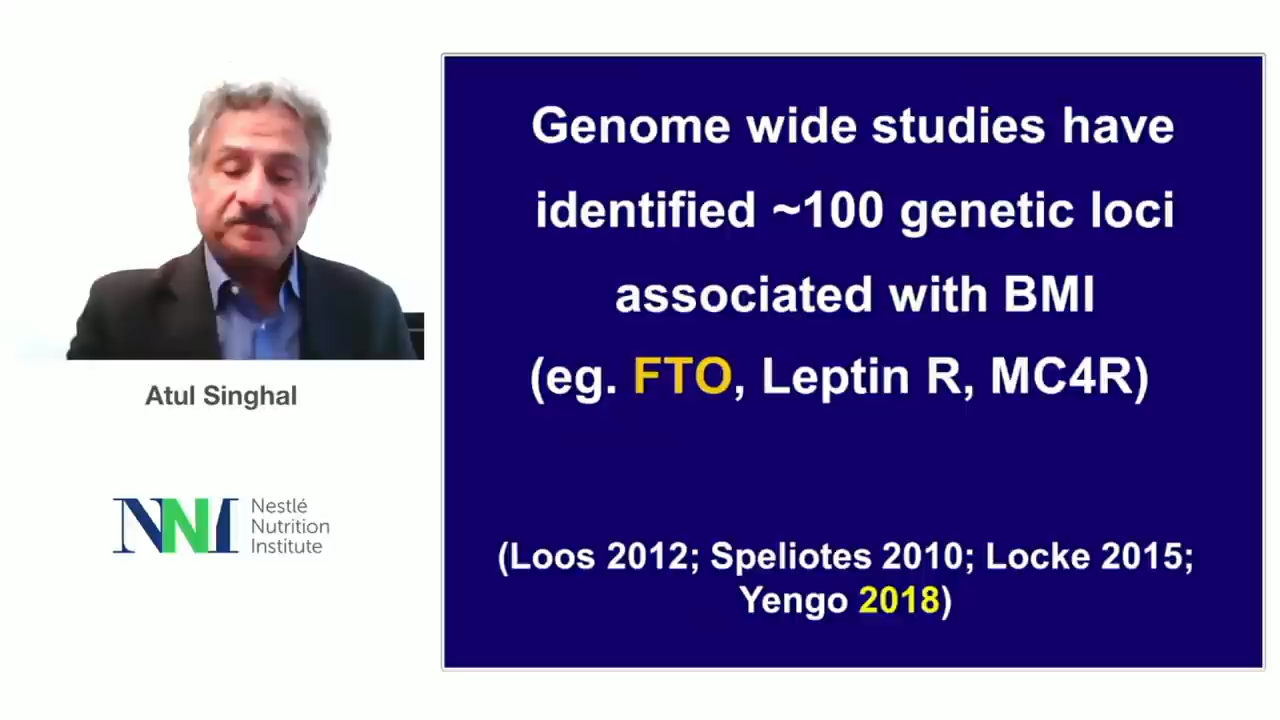 Genome wide studies have
identified ~100 genetic loci
associated with BMI
(eg. FTO, Leptin R, MC4R)
(Loos 2012; Speliotes 2010; Locke 2015;
Yengo 2018)
Atul Singhal
NNI
Nestlé
Nutrition
Institute